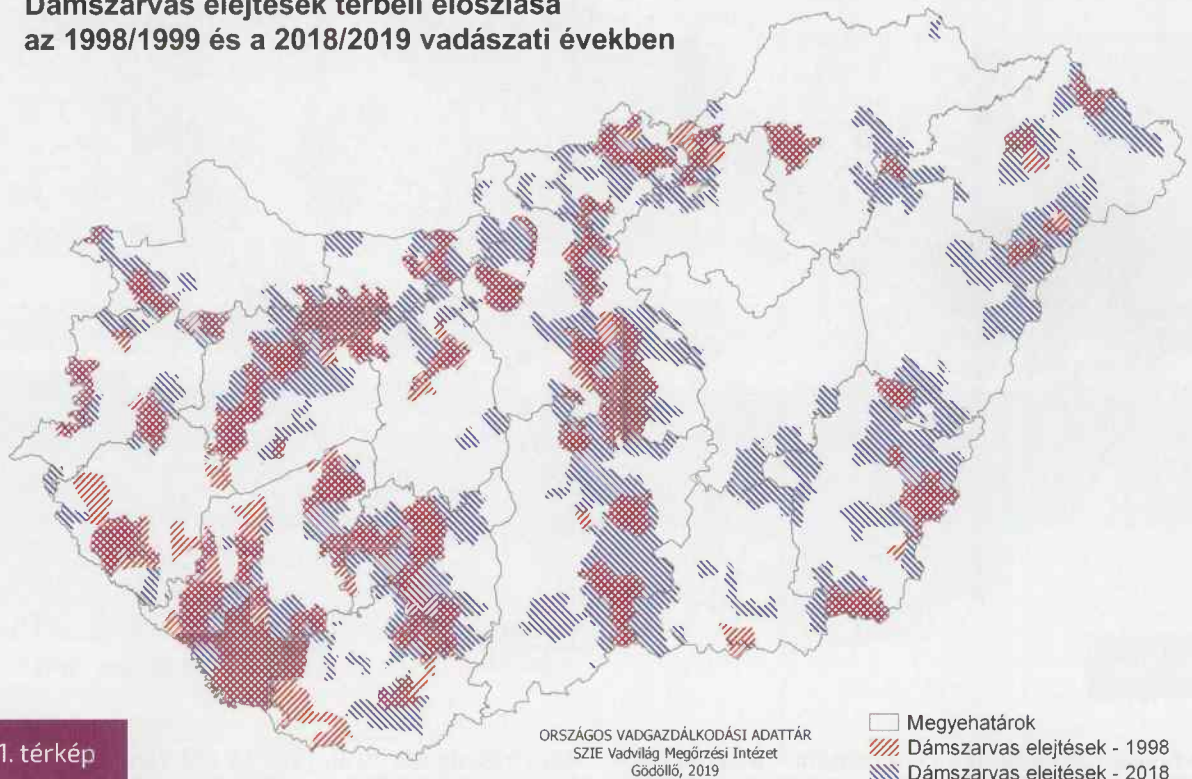 Dámszarvas elejtések térbeli eloszlása
az 1998/1999 és a 2018/2019 vadászati években
1. térkép
ORSZÁGOS VADGAZDÁLKODÁSI ADATTÁR
SZIE Vadvilág Megőrzési Intézet
Gödöllő, 2019
Megyehatárok
Dámszarvas elejtések - 1998
Dámszarvas elejtések - 2018